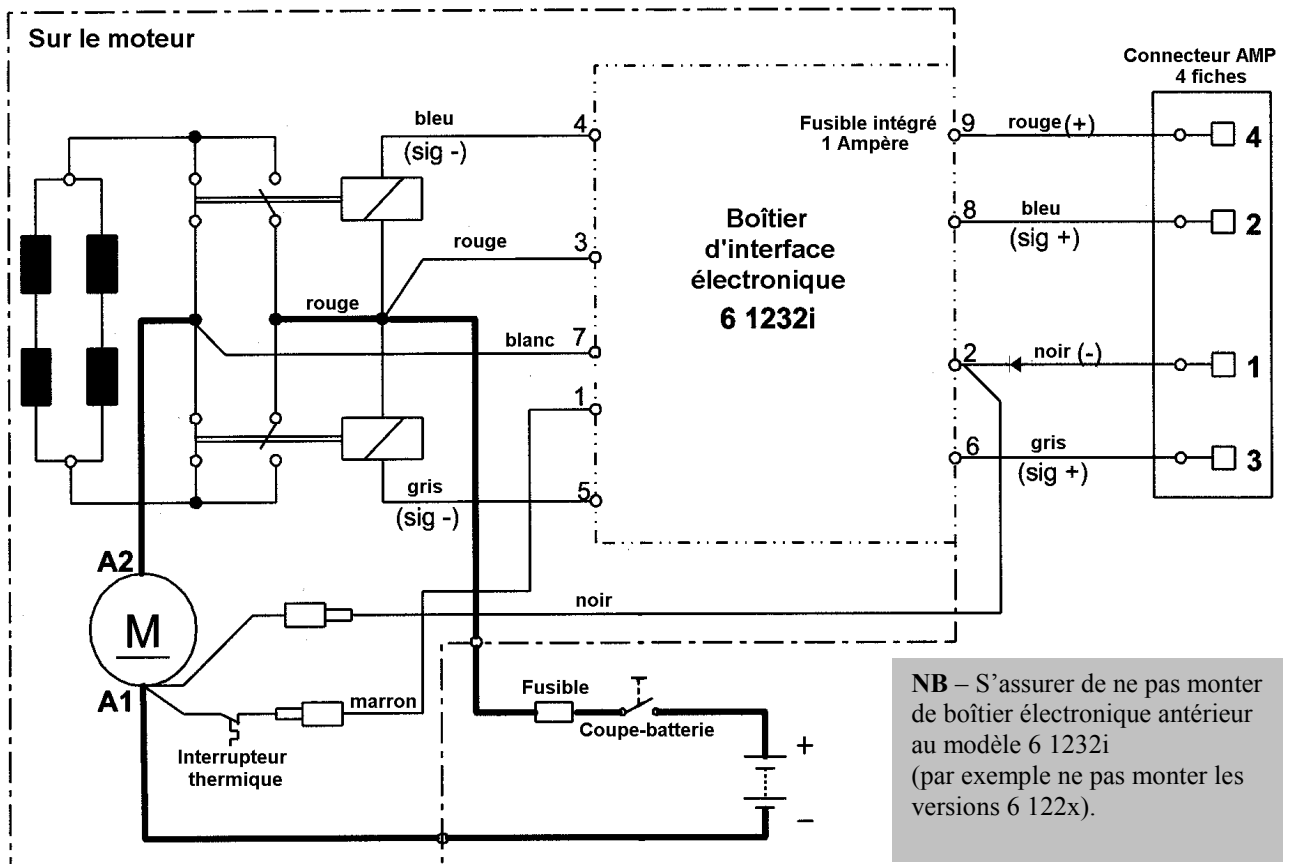 Sur le moteur
Connecteur AMP
4 fiches
bleu
(sig -)
4
Fusible intégré
1 Ampère
9
rouge (+)
4
8
bleu
(sig +)
2
Boîtier
d'interface
électronique
6 1232i
rouge
3
rouge
blanc
7
2
noir (-)
1
1
6
gris
(sig +)
3
gris
(sig -)
5
A2
M
A1
noir
marron
Interrupteur
thermique
Fusible
Coupe-batterie
+
–
NB – S'assurer de ne pas monter
de boîtier électronique antérieur
au modèle 6 1232i
(par exemple ne pas monter les
versions 6 122x).